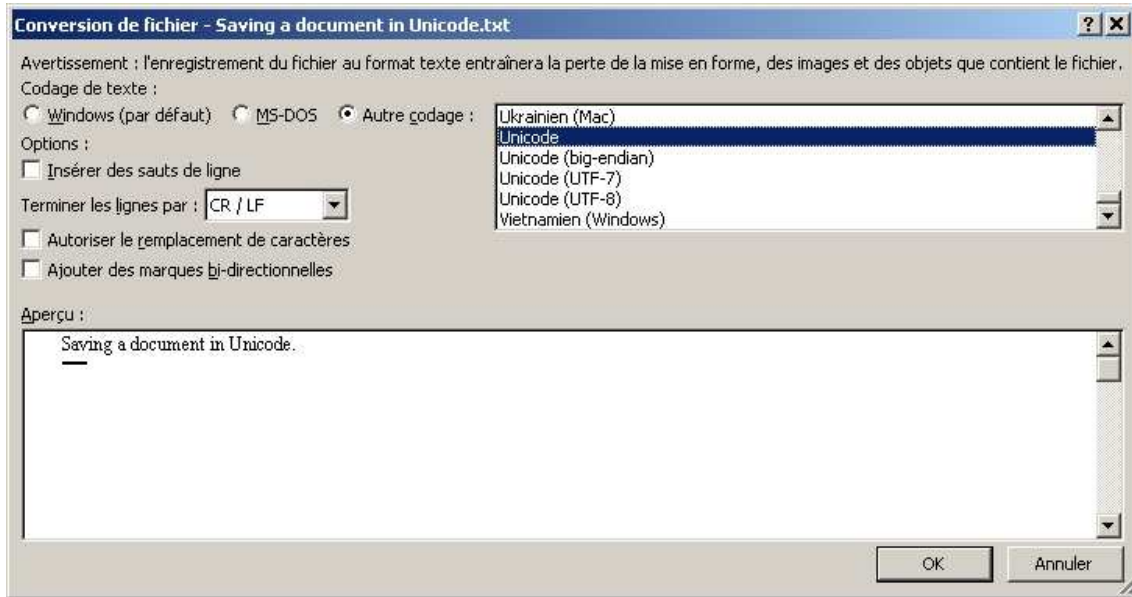 Conversion de fichier - Saving a document in Unicode.txt
Avertissement : l'enregistrement du fichier au format texte entraînera la perte de la mise en forme, des images et des objets que contient le fichier.
Codage de texte :
Windows (par défaut) MS-DOS Autre codage :
Ukrainien (Mac)
Unicode
Unicode (big-endian)
Unicode (UTF-7)
Unicode (UTF-8)
Vietnamien (Windows)
Options :
Insérer des sauts de ligne
Terminer les lignes par : CR / LF
Autoriser le remplacement de caractères
Ajouter des marques bi-directionnelles
Aperçu :
Saving a document in Unicode.
OK Annuler